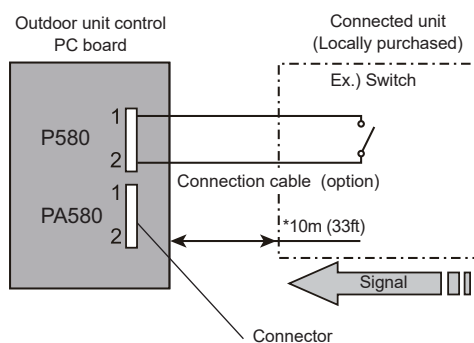 Outdoor unit control
PC board
Connected unit
(Locally purchased)
Ex.) Switch
P580
1
2
Connection cable (option)
PA580
1
2
*10m (33ft)
Signal
Connector